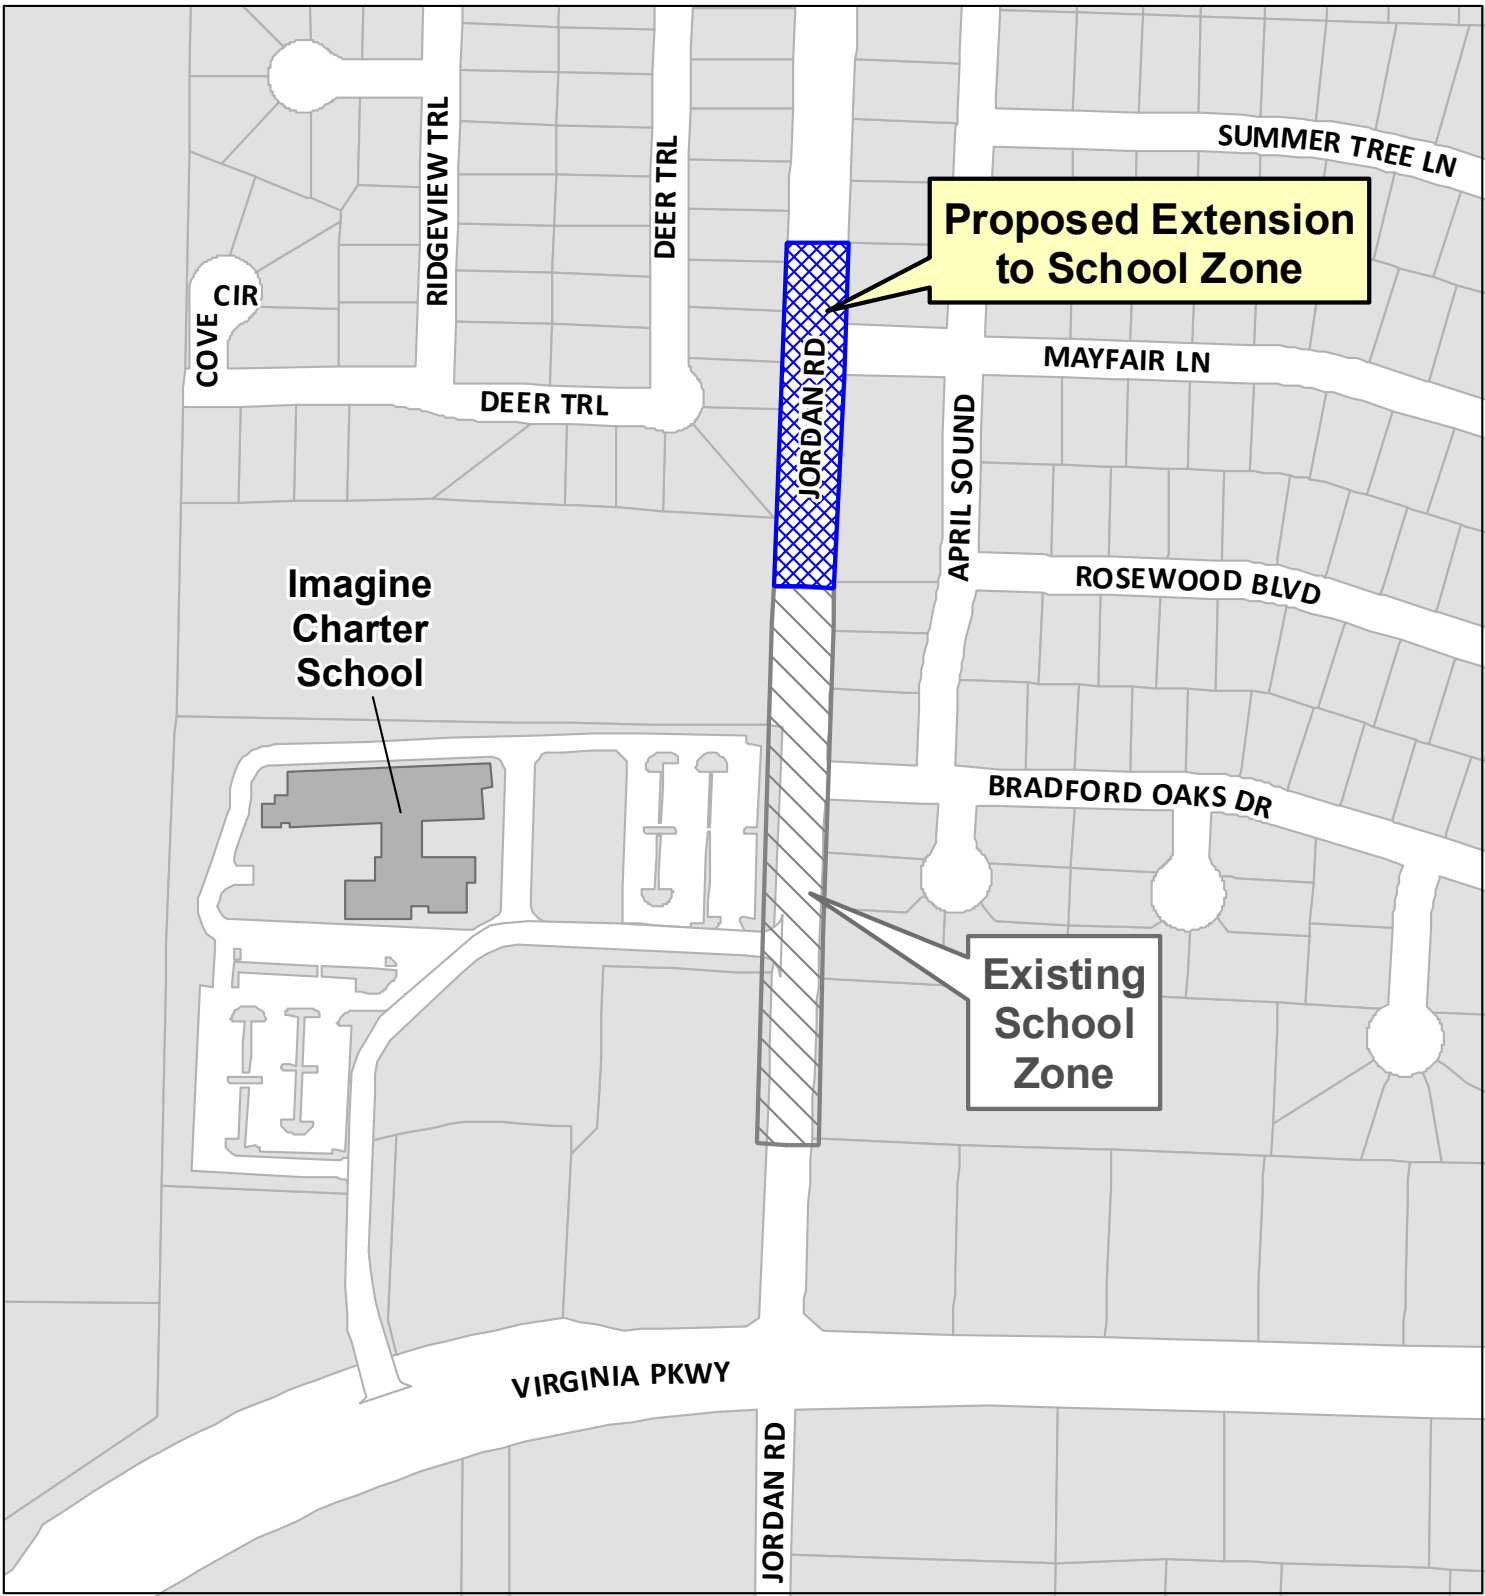 SUMMER TREE LN
RIDGEVIEW TRL
DEER TRL
Proposed Extension
to School Zone
COVE CIR
JORDAN RD
MAYFAIR LN
DEER TRL
APRIL SOUND
ROSEWOOD BLVD
Imagine
Charter
School
BRADFORD OAKS DR
Existing
School
Zone
VIRGINIA PKWY
JORDAN RD